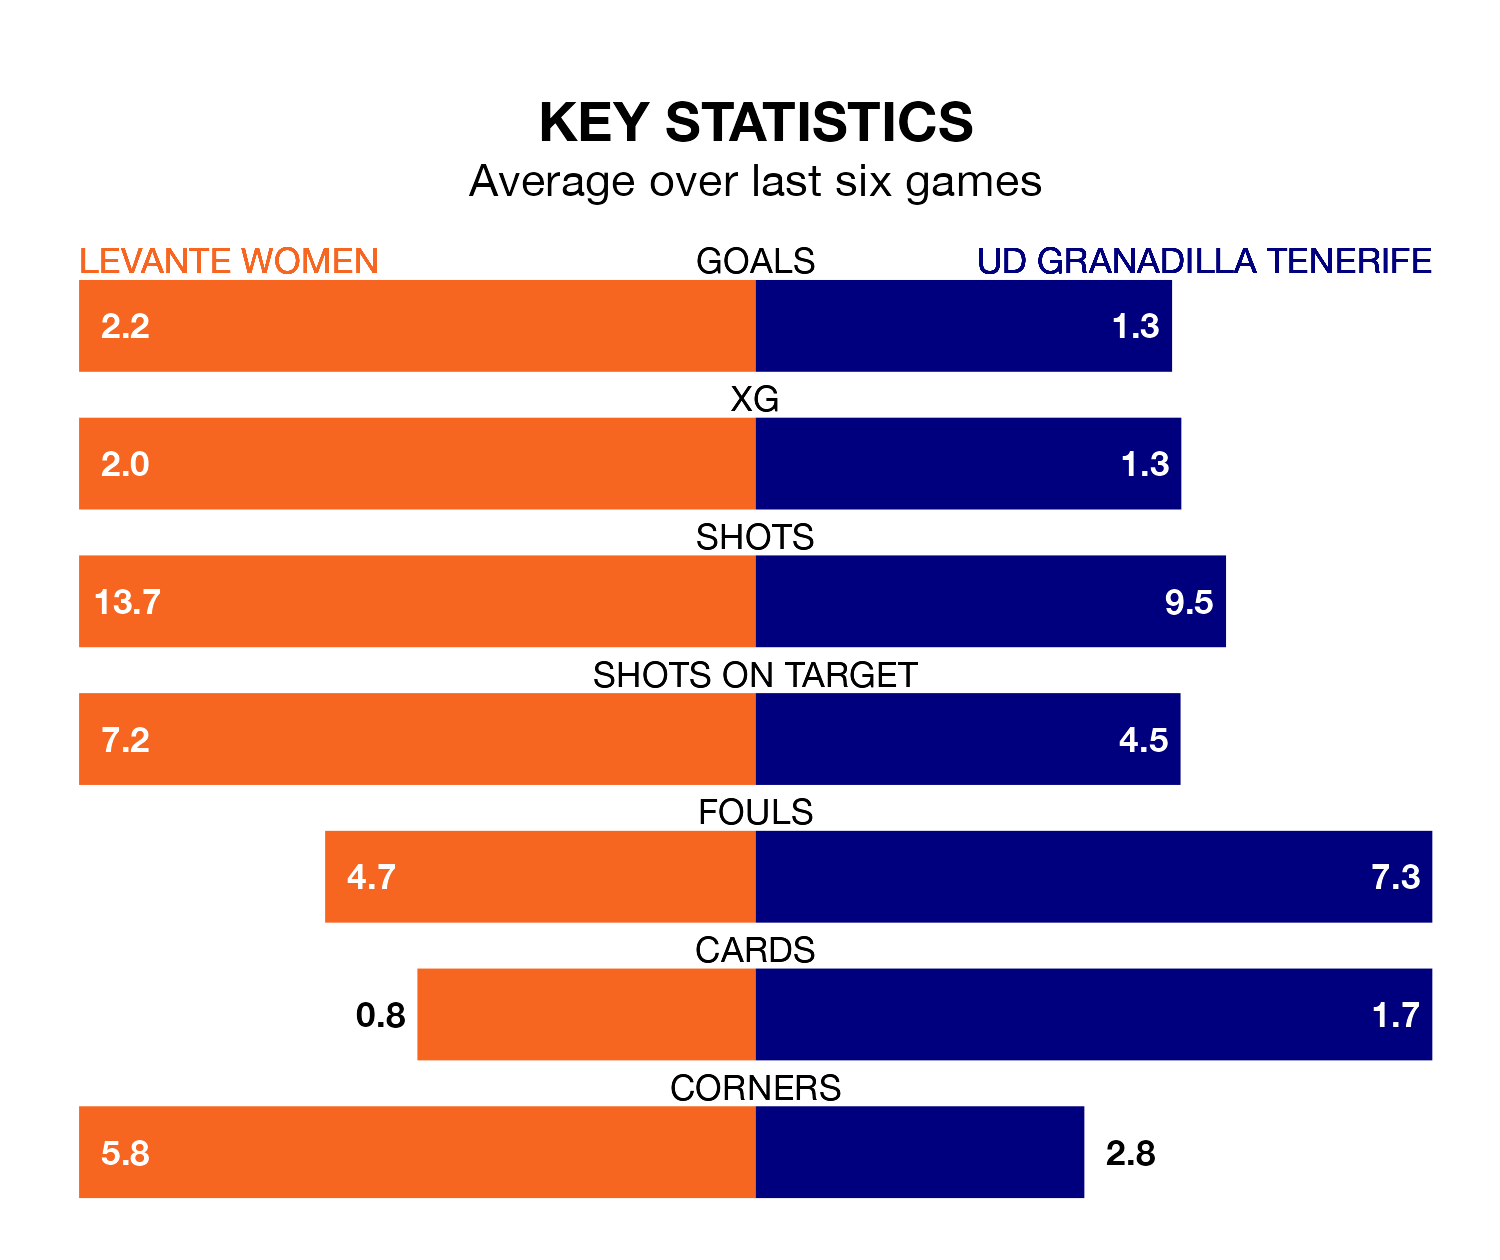 KEY STATISTICS
Average over last six games
LEVANTE WOMEN GOALS UD GRANADILLA TENERIFE
2.2 1.3
XG
2.0 1.3
SHOTS
13.7 9.5
SHOTS ON TARGET
7.2 4.5
FOULS
4.7 7.3
CARDS
0.8 1.7
CORNERS
5.8 2.8